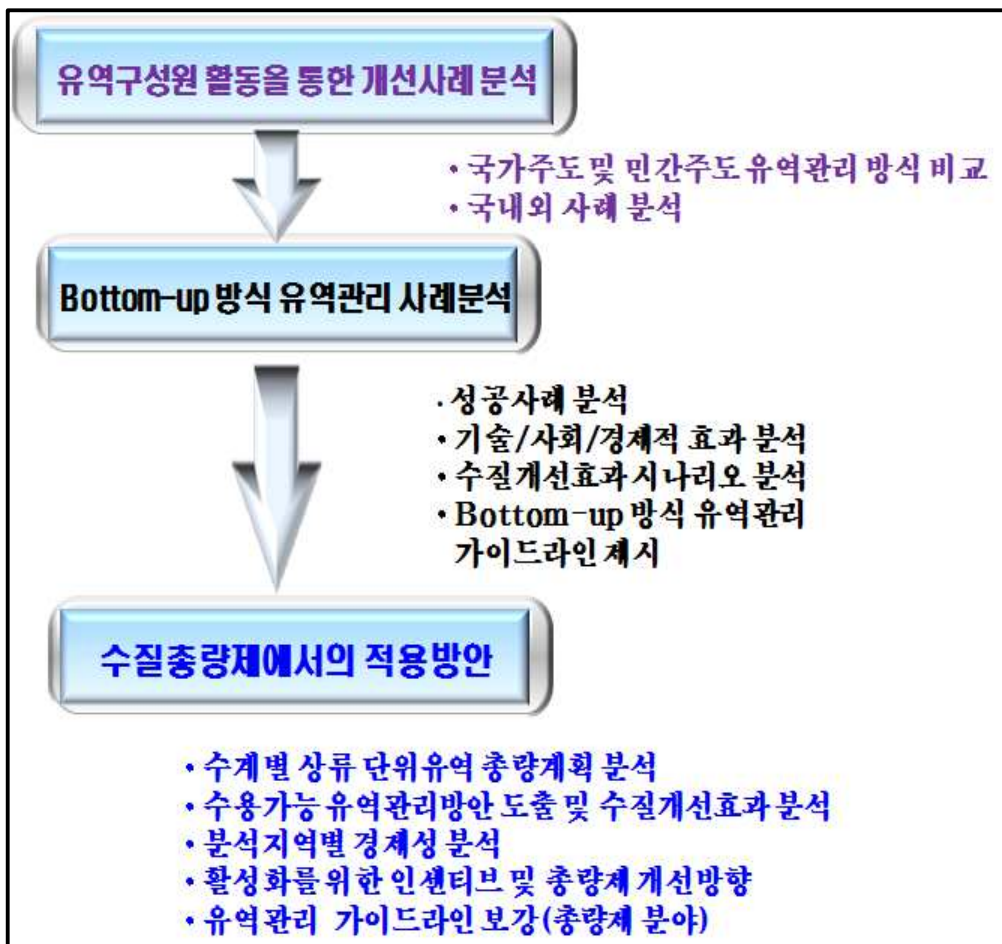 유역구성원 활동을 통한 개선사례 분석
• 국가주도 및 민간주도 유역관리 방식 비교
• 국내외 사례 분석
Bottom-up 방식 유역관리 사례분석
. 성공사례 분석
• 기술/사회/경제적 효과 분석
• 수질개선효과 시나리오 분석
• Bottom-up 방식 유역관리
가이드라인 제시
수질총량제에서의 적용방안
• 수계별 상류 단위유역 총량계획 분석
• 수용가능 유역관리방안 도출 및 수질개선효과 분석
• 분석지역별 경제성 분석
• 활성화를위한 인센티브 및 총량제 개선방향
• 유역관리 가이드라인 보강(총량제 분야)